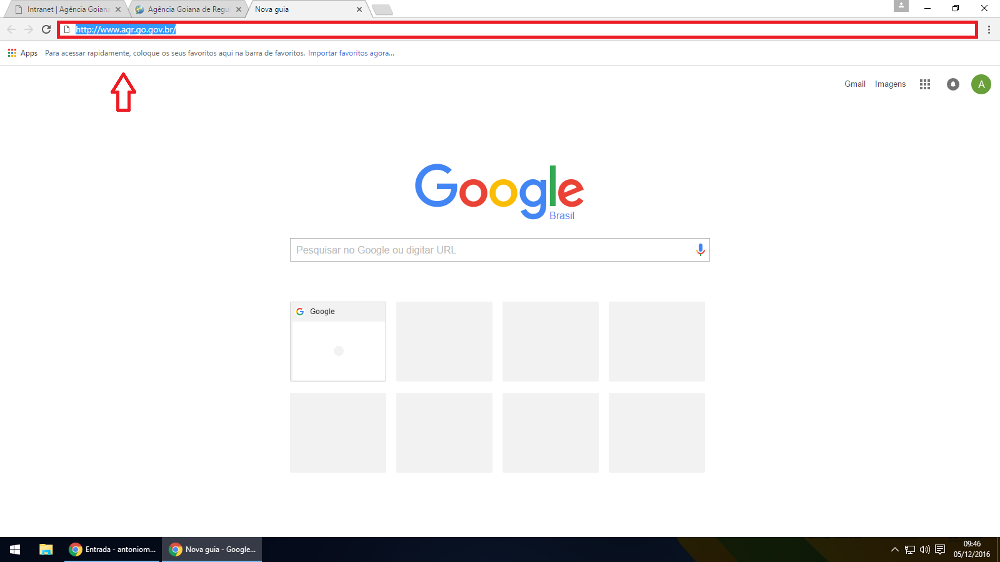 Intranet | Agência Goiana
Agência Goiana de Regul
Nova guia
http://www.agr.go.gov.br/
Apps
Para acessar rapidamente, coloque os seus favoritos aqui na barra de favoritos. Importar favoritos agora...
Gmail
Imagens
A
Google
Brasil
Pesquisar no Google ou digitar URL
Google
Entrada - antoniom...
Nova guia - Google...
09:46
05/12/2016